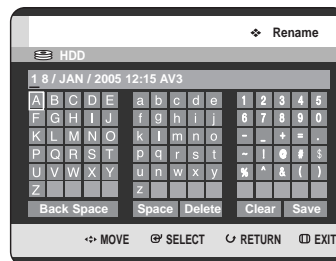 ❖ Rename
HDD
1 8 / JAN / 2005 12:15 AV3
A B C D E a b c d e 1 2 3 4 5
F G H I J f g h i j 6 7 8 9 0
K L M N O k l m n o - _ + = .
P Q R S T p q r s t ~ ! @ # $
U V W X Y u n w x y % ^ & ( )
Z z
Back Space Space Delete Clear Save
MOVE SELECT RETURN EXIT